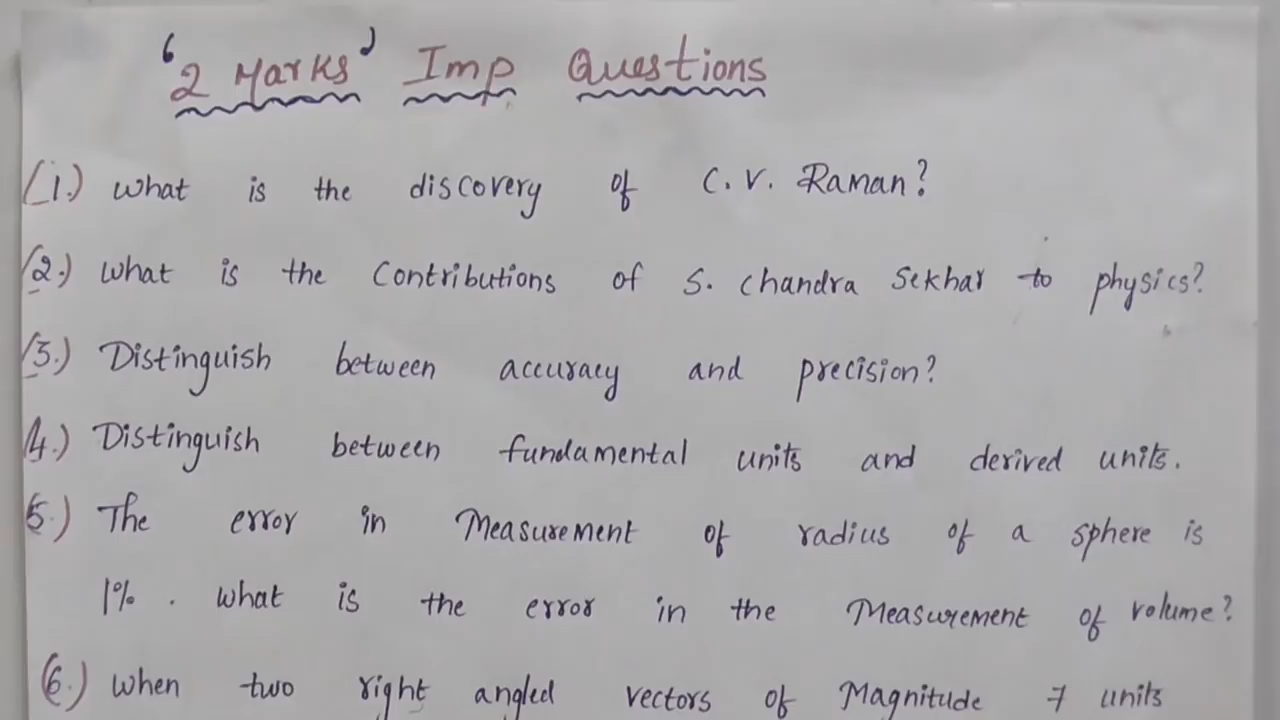 ‘2 Marks’ Imp Questions
(1.) What is the discovery of C. V. Raman?
(2.) What is the Contributions of S. Chandra Sekhar to physics?
(3.) Distinguish between accuracy and precision?
4.) Distinguish between fundamental units and derived units.
5.) The error in Measurement of radius of a sphere is
1%. What is the error in the Measurement of volume?
(6.) When two right angled vectors of Magnitude 7 units